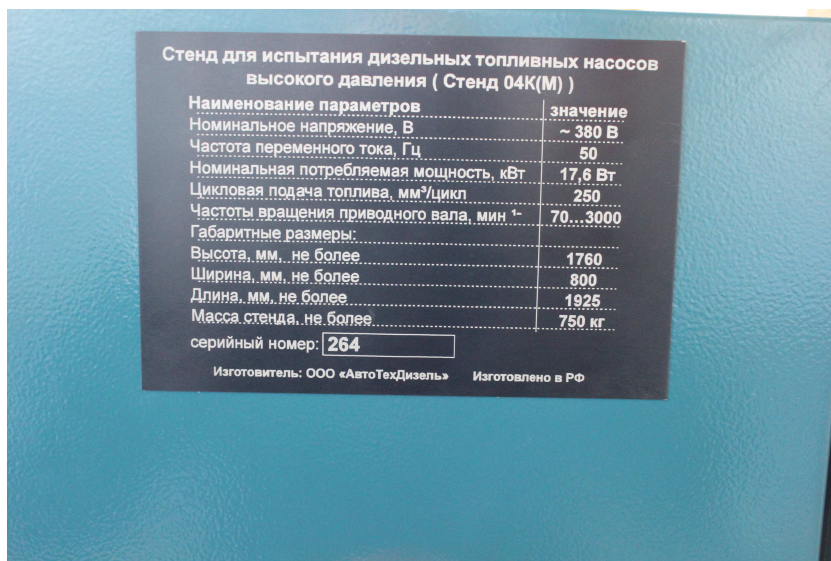 Стенд для испытания дизельных топливных насосов
высокого давления ( Стенд 04К(М) )
Наименование параметров значение
Номинальное напряжение, В ~ 380 В
Частота переменного тока, Гц 50
Номинальная потребляемая мощность, кВт 17,6 Вт
Цикловая подача топлива, мм³/цикл 250
Частоты вращения приводного вала, мин ¹- 70...3000
Габаритные размеры:
Высота, мм, не более 1760
Ширина, мм, не более 800
Длина, мм, не более 1925
Масса стенда, не более 750 кг
серийный номер: 264
Изготовитель: ООО «АвтоТехДизель» Изготовлено в РФ